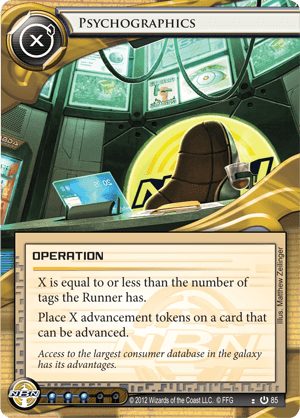 X
PSYCHOGRAPHICS
NBN
OPERATION
X is equal to or less than the number of
tags the Runner has.
Place X advancement tokens on a card that
can be advanced.
Access to the largest consumer database in the galaxy
has its advantages.
Illus. Matthew Zeilinger
NBN
© 2012 Wizards of the Coast LLC. © FFG
85